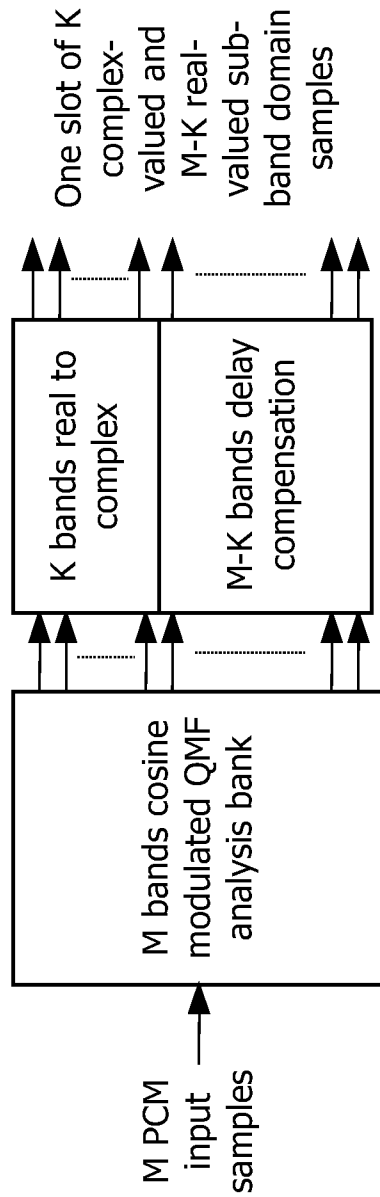 M PCM
input
samples
M bands cosine
modulated QMF
analysis bank
K bands real to
complex
M-K bands delay
compensation
One slot of K
complex-
valued and
M-K real-
valued sub-
band domain
samples